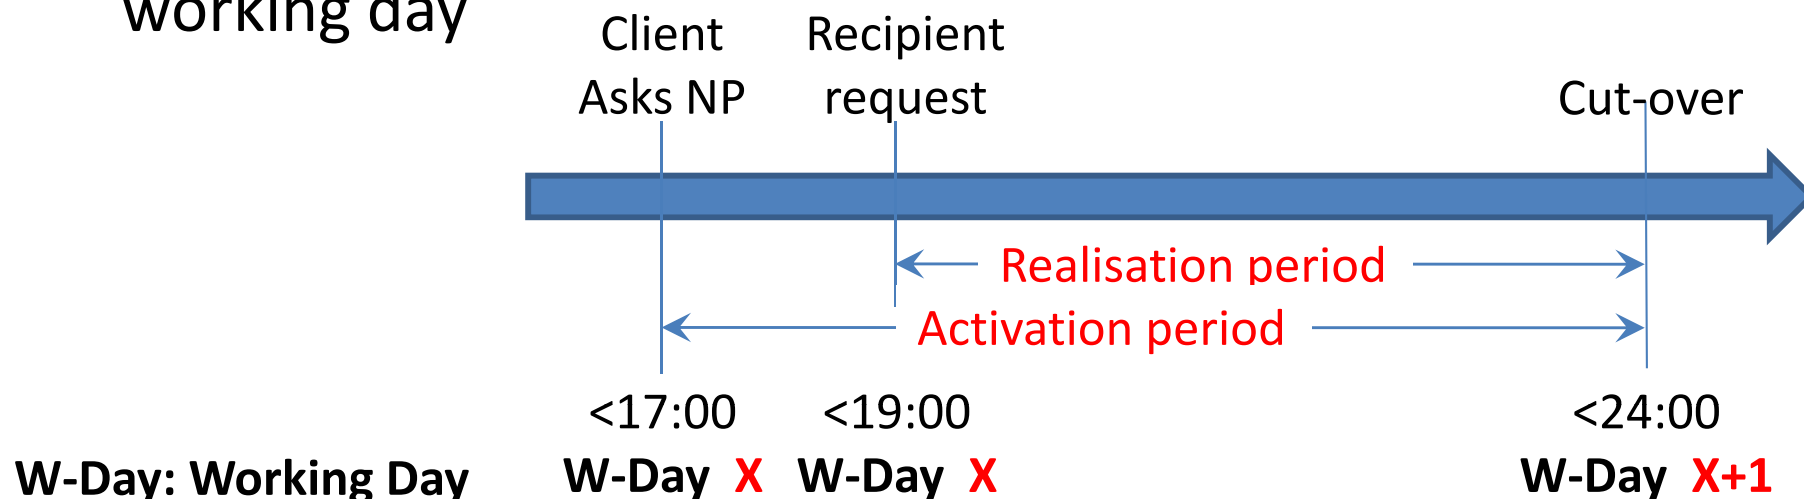 working day
Client Asks NP
Recipient request
Cut-over
Realisation period
Activation period
<17:00
<19:00
<24:00
W-Day: Working Day
W-Day X
W-Day X
W-Day X+1